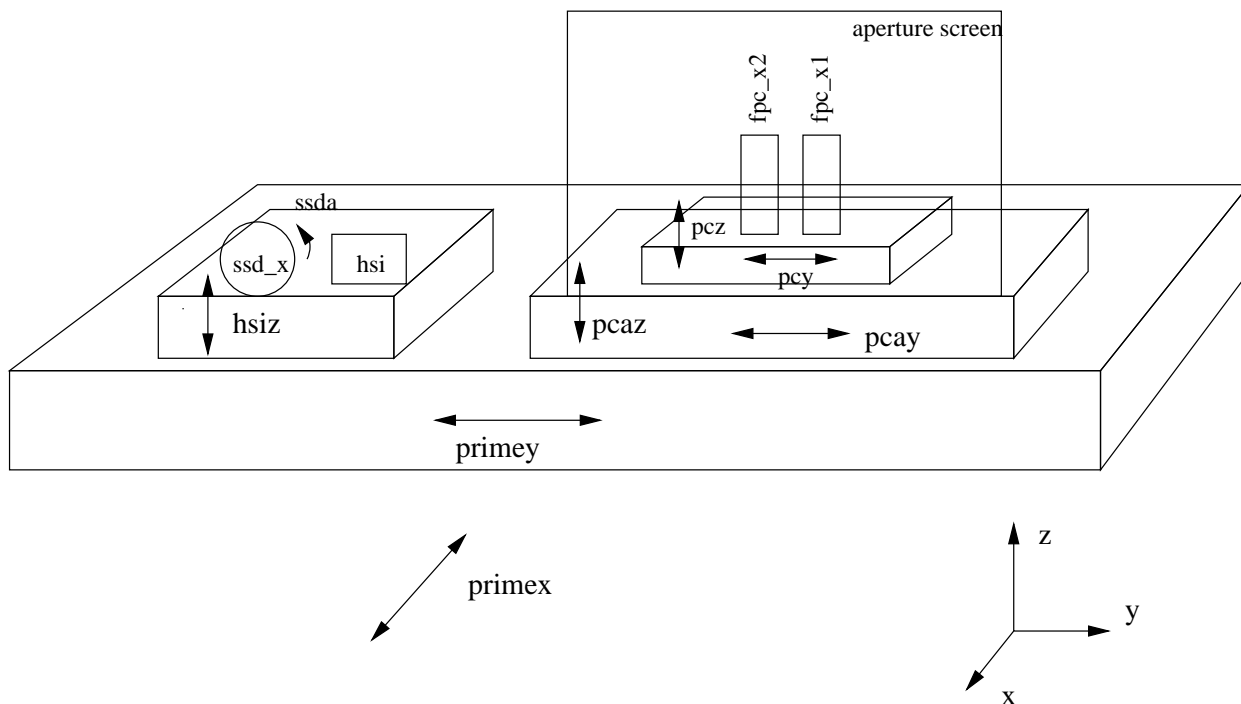 aperture screen
fpc_x2
fpc_x1
ssda
pcz
ssd_x
hsi
pcy
hsiz
pcaz
pcay
primey
z
primex
y
x